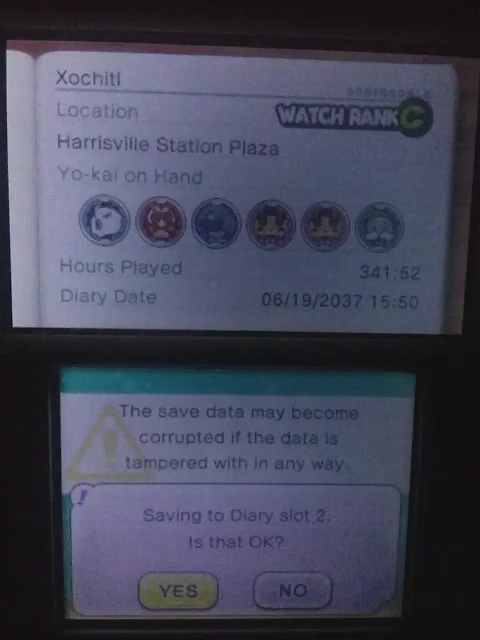 Xochitl
SPRINGDALE
Location
WATCH RANK C
Harrisville Station Plaza
Yo-kai on Hand
Hours Played
341:52
Diary Date
06/19/2037 15:50
The save data may become
corrupted if the data is
tampered with in any way.
!
Saving to Diary slot 2.
Is that OK?
YES
NO